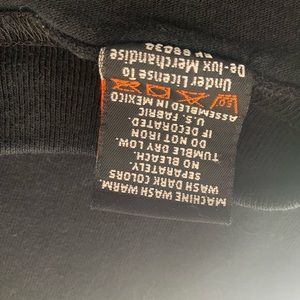 MACHINE WASH WARM.
WASH DARK COLORS
SEPARATELY.
NO BLEACH.
TUMBLE DRY LOW.
DO NOT IRON
IF DECORATED.
U.S. FABRIC
ASSEMBLED IN MEXICO
Under License To
De-lux Merchandise